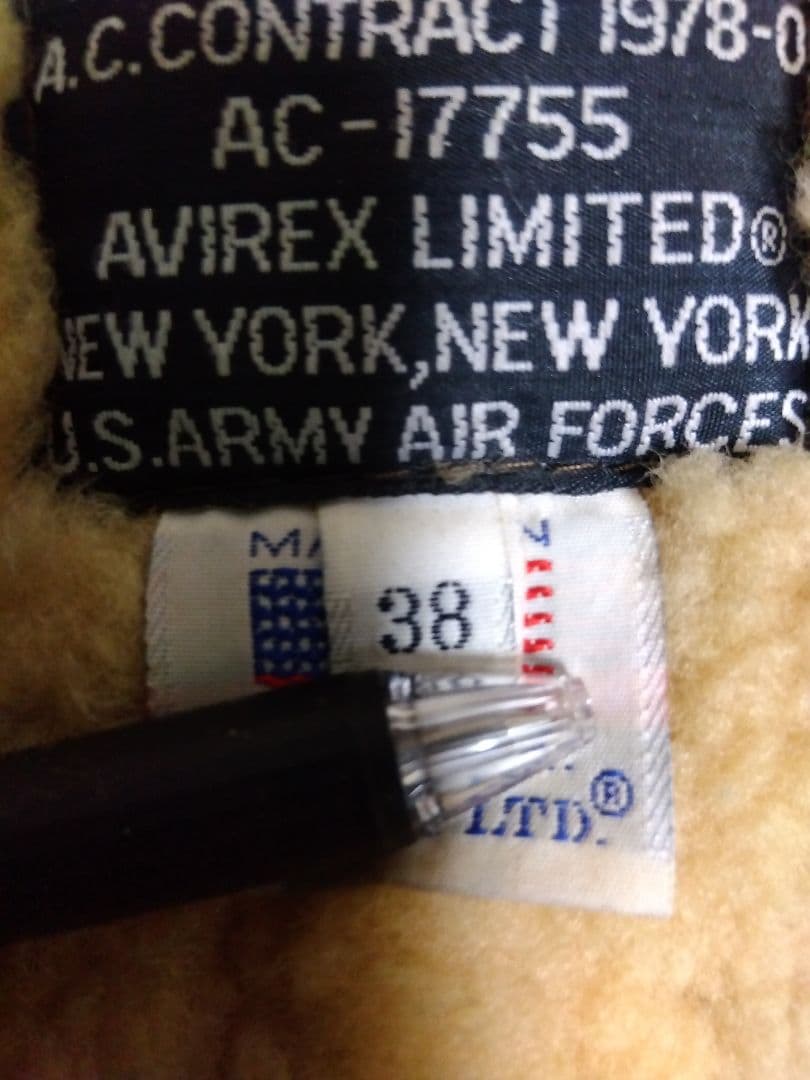 A.C.CONTRACT 1978-0
AC-17755
AVIREX LIMITED®
NEW YORK,NEW YORK
U.S.ARMY AIR FORCES
38
LTD.®